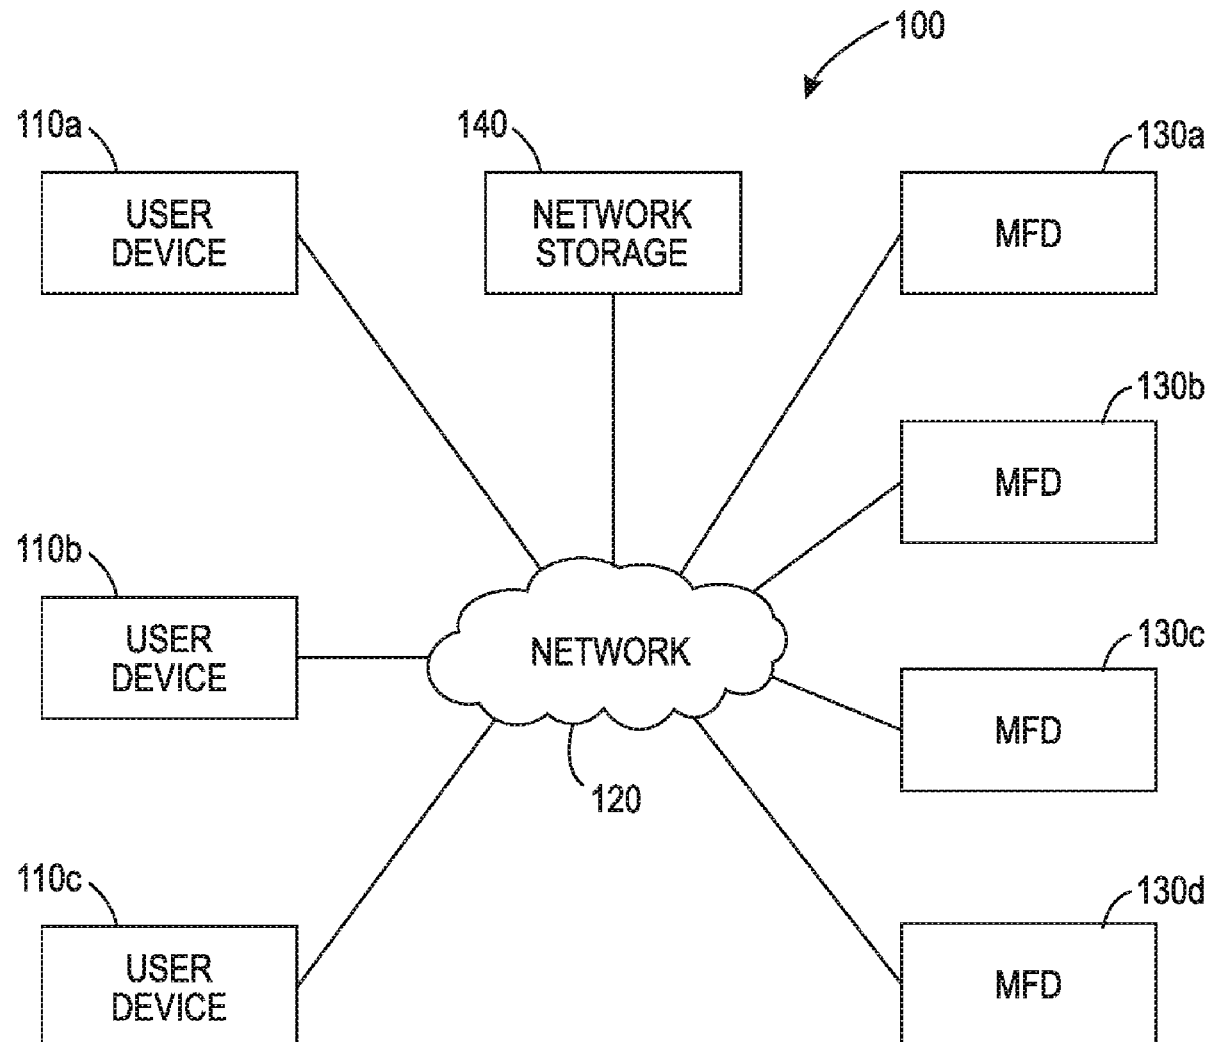 100
110a
140
130a
USER
DEVICE
NETWORK
STORAGE
MFD
130b
MFD
110b
USER
DEVICE
NETWORK
130c
MFD
120
110c
USER
DEVICE
130d
MFD